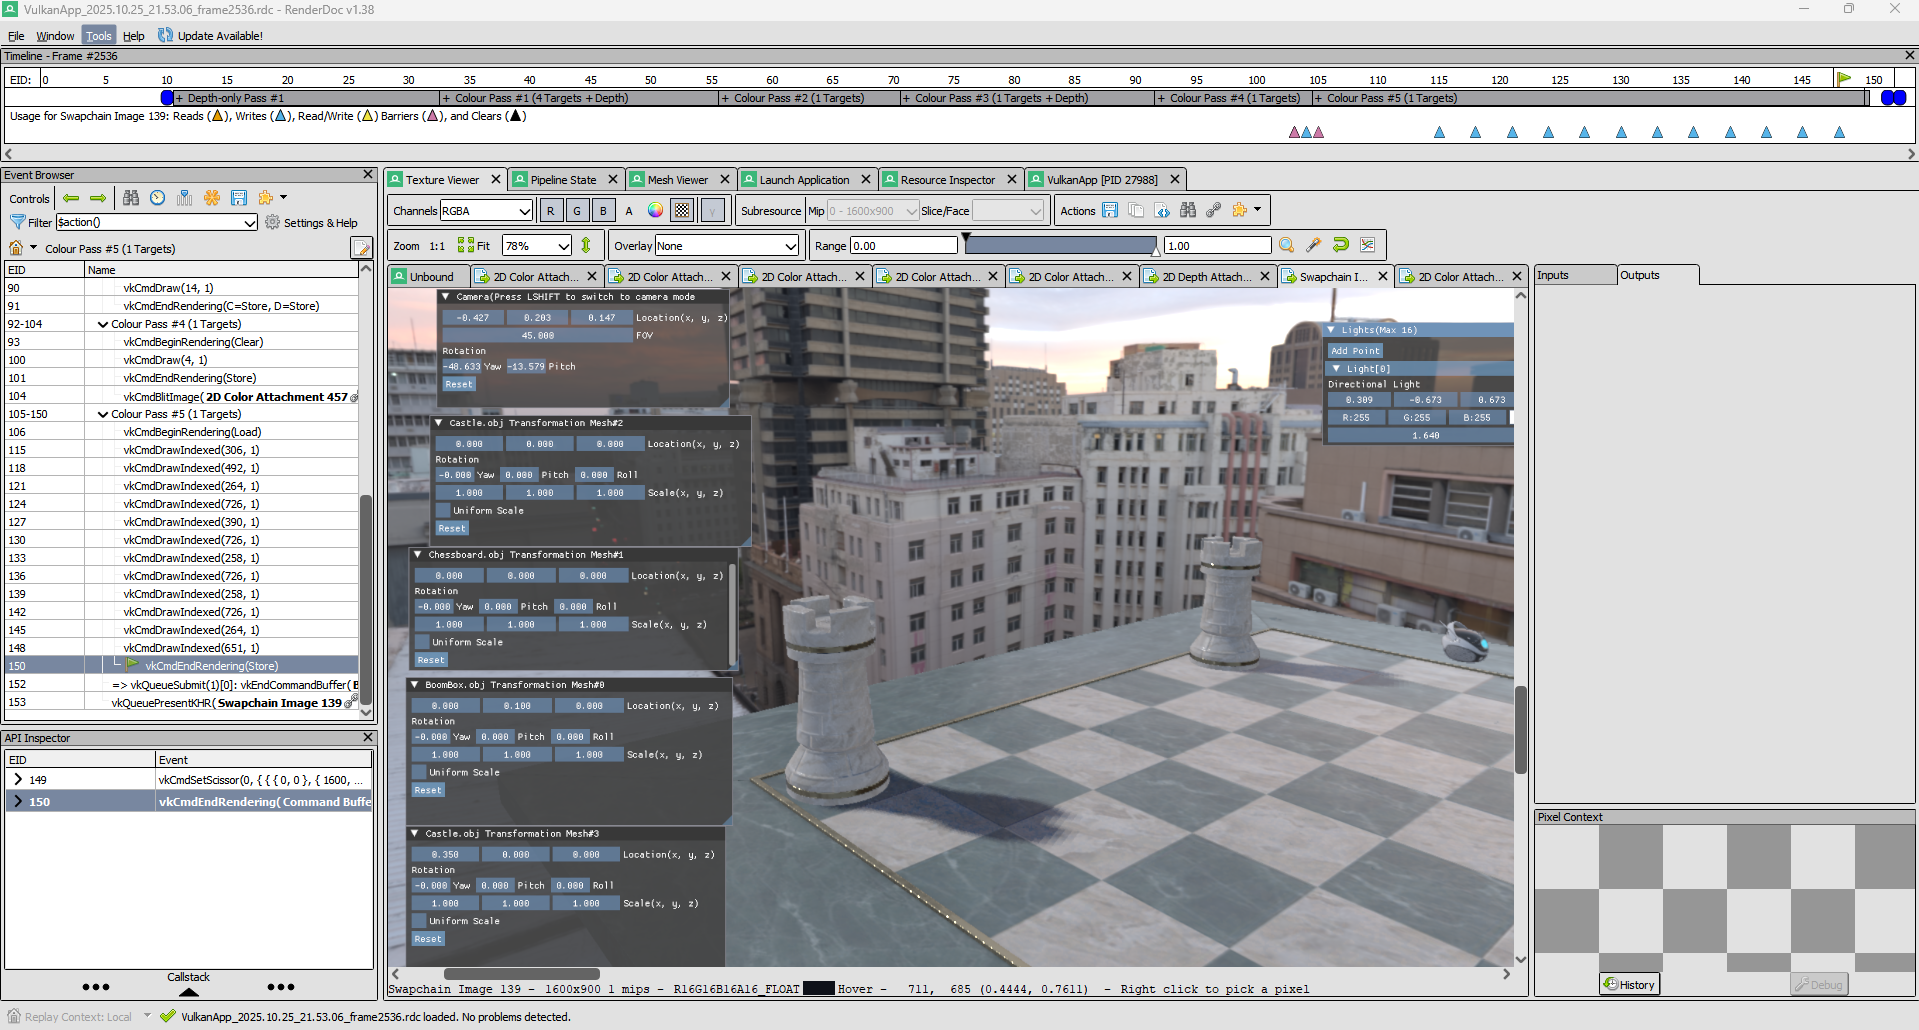 VulkanApp_2025.10.25_21.53.06_frame2536.rdc - RenderDoc v1.38
File Window Tools Help Update Available!
Timeline - Frame #2536
EID: 0 5 10 15 20 25 30 35 40 45 50 55 60 65 70 75 80 85 90 95 100 105 110 115 120 125 130 135 140 145 150
+ Depth-only Pass #1 + Colour Pass #1 (4 Targets + Depth) + Colour Pass #2 (1 Targets) + Colour Pass #3 (1 Targets + Depth) + Colour Pass #4 (1 Targets) + Colour Pass #5 (1 Targets)
Usage for Swapchain Image 139: Reads (), Writes (), Read/Write () Barriers (), and Clears ()
Event Browser
Controls
Filter $action() Settings & Help
Colour Pass #5 (1 Targets)
EID Name
90 vkCmdDraw(14, 1)
91 vkCmdEndRendering(C=Store, D=Store)
92-104 Colour Pass #4 (1 Targets)
93 vkCmdBeginRendering(Clear)
100 vkCmdDraw(4, 1)
101 vkCmdEndRendering(Store)
104 vkCmdBlitImage( 2D Color Attachment 457
105-150 Colour Pass #5 (1 Targets)
106 vkCmdBeginRendering(Load)
115 vkCmdDrawIndexed(306, 1)
118 vkCmdDrawIndexed(492, 1)
121 vkCmdDrawIndexed(264, 1)
124 vkCmdDrawIndexed(726, 1)
127 vkCmdDrawIndexed(390, 1)
130 vkCmdDrawIndexed(726, 1)
133 vkCmdDrawIndexed(258, 1)
136 vkCmdDrawIndexed(726, 1)
139 vkCmdDrawIndexed(258, 1)
142 vkCmdDrawIndexed(726, 1)
145 vkCmdDrawIndexed(264, 1)
148 vkCmdDrawIndexed(651, 1)
150 vkCmdEndRendering(Store)
152 => vkQueueSubmit(1)[0]: vkEndCommandBuffer( B
153 vkQueuePresentKHR( Swapchain Image 139
API Inspector
EID Event
149 vkCmdSetScissor(0, { { { 0, 0 }, { 1600, ...
150 vkCmdEndRendering( Command Buffe
Callstack
Texture Viewer Pipeline State Mesh Viewer Launch Application Resource Inspector VulkanApp [PID 27988]
Channels RGBA R G B A γ Subresource Mip 0 - 1600x900 Slice/Face Actions
Zoom 1:1 Fit 78% Overlay None Range 0.00 1.00
Unbound 2D Color Attach... 2D Color Attach... 2D Color Attach... 2D Color Attach... 2D Color Attach... 2D Depth Attach... Swapchain I... 2D Color Attach...
Camera(Press LSHIFT to switch to camera mode
-0.427 0.203 0.147 Location(x, y, z)
45.000 FOV
Rotation
-48.633 Yaw -13.579 Pitch
Reset
Castle.obj Transformation Mesh#2
0.000 0.000 0.000 Location(x, y, z)
Rotation
-0.000 Yaw 0.000 Pitch 0.000 Roll
1.000 1.000 1.000 Scale(x, y, z)
Uniform Scale
Reset
Chessboard.obj Transformation Mesh#1
0.000 0.000 0.000 Location(x, y, z)
Rotation
-0.000 Yaw 0.000 Pitch 0.000 Roll
1.000 1.000 1.000 Scale(x, y, z)
Uniform Scale
Reset
BoomBox.obj Transformation Mesh#0
0.000 0.100 0.000 Location(x, y, z)
Rotation
-0.000 Yaw 0.000 Pitch 0.000 Roll
1.000 1.000 1.000 Scale(x, y, z)
Uniform Scale
Reset
Castle.obj Transformation Mesh#3
0.350 0.000 0.000 Location(x, y, z)
Rotation
-0.000 Yaw 0.000 Pitch 0.000 Roll
1.000 1.000 1.000 Scale(x, y, z)
Uniform Scale
Reset
Lights(Max 16)
Add Point
Light[0]
Directional Light
0.309 -0.673 0.673
R:255 G:255 B:255
1.640
Swapchain Image 139 - 1600x900 1 mips - R16G16B16A16_FLOAT Hover - 711, 685 (0.4444, 0.7611) - Right click to pick a pixel
Inputs Outputs
Pixel Context
History Debug
Replay Context: Local VulkanApp_2025.10.25_21.53.06_frame2536.rdc loaded. No problems detected.